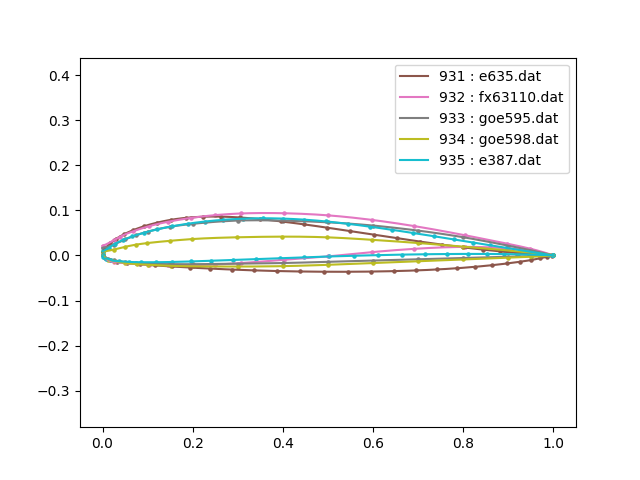 931 : e635.dat
932 : fx63110.dat
933 : goe595.dat
934 : goe598.dat
935 : e387.dat
0.4
0.3
0.2
0.1
0.0
−0.1
−0.2
−0.3
0.0 0.2 0.4 0.6 0.8 1.0